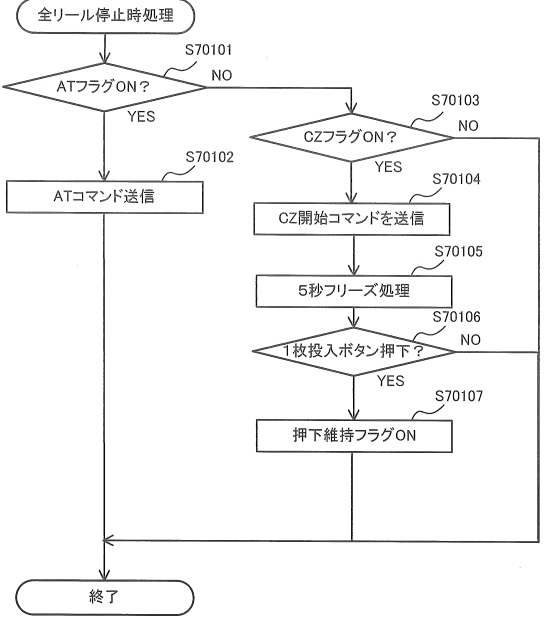 全リール停止時処理
S70101
ATフラグON？
NO
YES
S70103
CZフラグON？
NO
YES
S70102
ATコマンド送信
S70104
CZ開始コマンドを送信
S70105
5秒フリーズ処理
S70106
1枚投入ボタン押下？
NO
YES
S70107
押下維持フラグON
終了